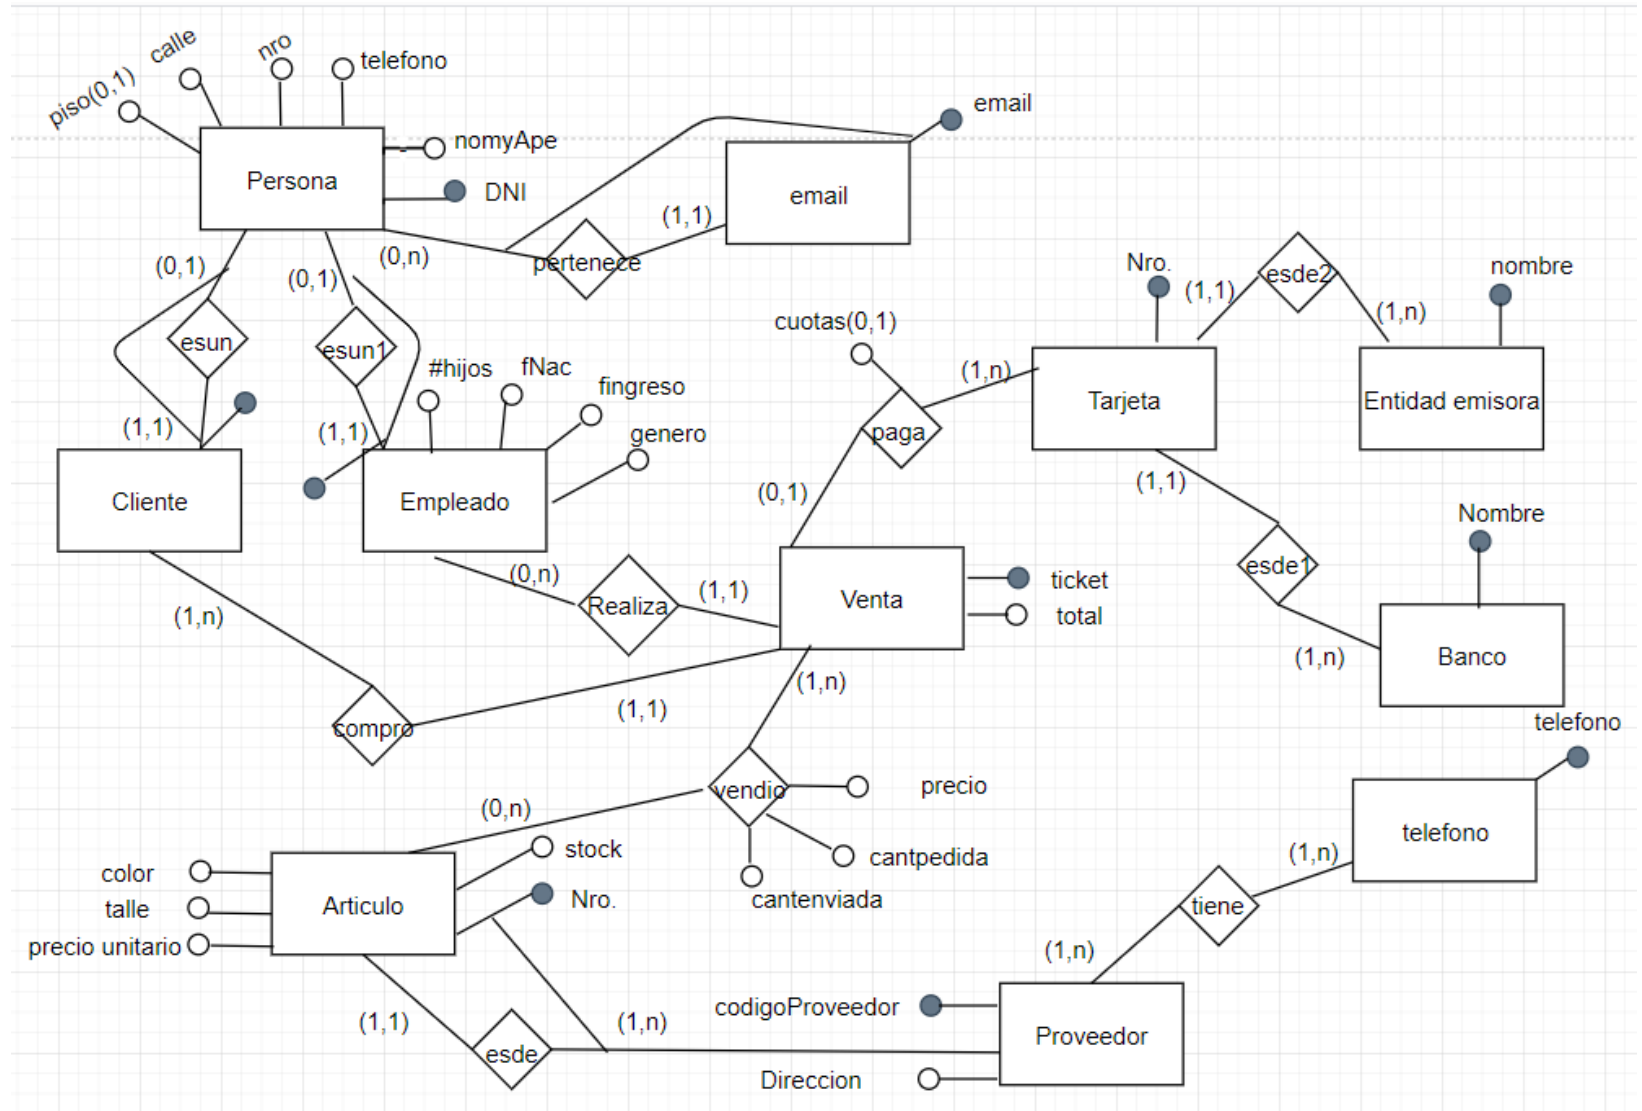 calle
nro
telefono
piso(0,1)
email
nomyApe
Persona
DNI
email
(1,1)
(0,n)
pertenece
(0,1)
(0,1)
Nro.
esde2
nombre
(1,1)
(1,n)
cuotas(0,1)
esun
esun1
#hijos
fNac
fingreso
(1,n)
Tarjeta
Entidad emisora
(1,1)
(1,1)
genero
paga
(1,1)
Cliente
Empleado
(0,1)
Nombre
(0,n)
Realiza
(1,1)
Venta
ticket
total
esde1
(1,n)
(1,n)
Banco
(1,n)
(1,1)
compro
telefono
vendio
precio
(0,n)
stock
cantpedida
telefono
color
(1,n)
talle
Articulo
Nro.
cantenviada
tiene
precio unitario
(1,n)
codigoProveedor
(1,1)
(1,n)
Proveedor
esde
Direccion